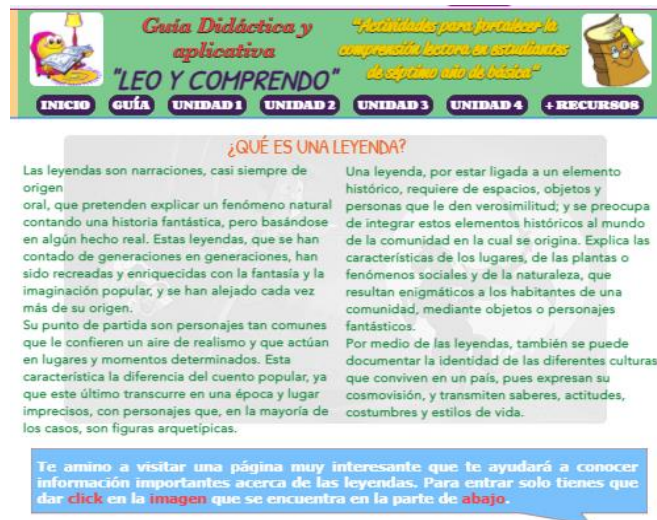 Guía Didáctica y
aplicativa
"LEO Y COMPRENDO"
"Actividades para fortalecer la
comprensión lectora en estudiantes
de séptimo año de básica"
INICIO GUÍA UNIDAD 1 UNIDAD 2 UNIDAD 3 UNIDAD 4 + RECURSOS
¿QUÉ ES UNA LEYENDA?
Las leyendas son narraciones, casi siempre de
origen
oral, que pretenden explicar un fenómeno natural
contando una historia fantástica, pero basándose
en algún hecho real. Estas leyendas, que se han
contado de generaciones en generaciones, han
sido recreadas y enriquecidas con la fantasía y la
imaginación popular, y se han alejado cada vez
más de su origen.
Su punto de partida son personajes tan comunes
que le confieren un aire de realismo y que actúan
en lugares y momentos determinados. Esta
característica la diferencia del cuento popular, ya
que este último transcurre en una época y lugar
imprecisos, con personajes que, en la mayoría de
los casos, son figuras arquetípicas.
Una leyenda, por estar ligada a un elemento
histórico, requiere de espacios, objetos y
personas que le den verosimilitud; y se preocupa
de integrar estos elementos históricos al mundo
de la comunidad en la cual se origina. Explica las
características de los lugares, de las plantas o
fenómenos sociales y de la naturaleza, que
resultan enigmáticos a los habitantes de una
comunidad, mediante objetos o personajes
fantásticos.
Por medio de las leyendas, también se puede
documentar la identidad de las diferentes culturas
que conviven en un país, pues expresan su
cosmovisión, y transmiten saberes, actitudes,
costumbres y estilos de vida.
Te amino a visitar una página muy interesante que te ayudará a conocer
información importantes acerca de las leyendas. Para entrar solo tienes que
dar click en la imagen que se encuentra en la parte de abajo.